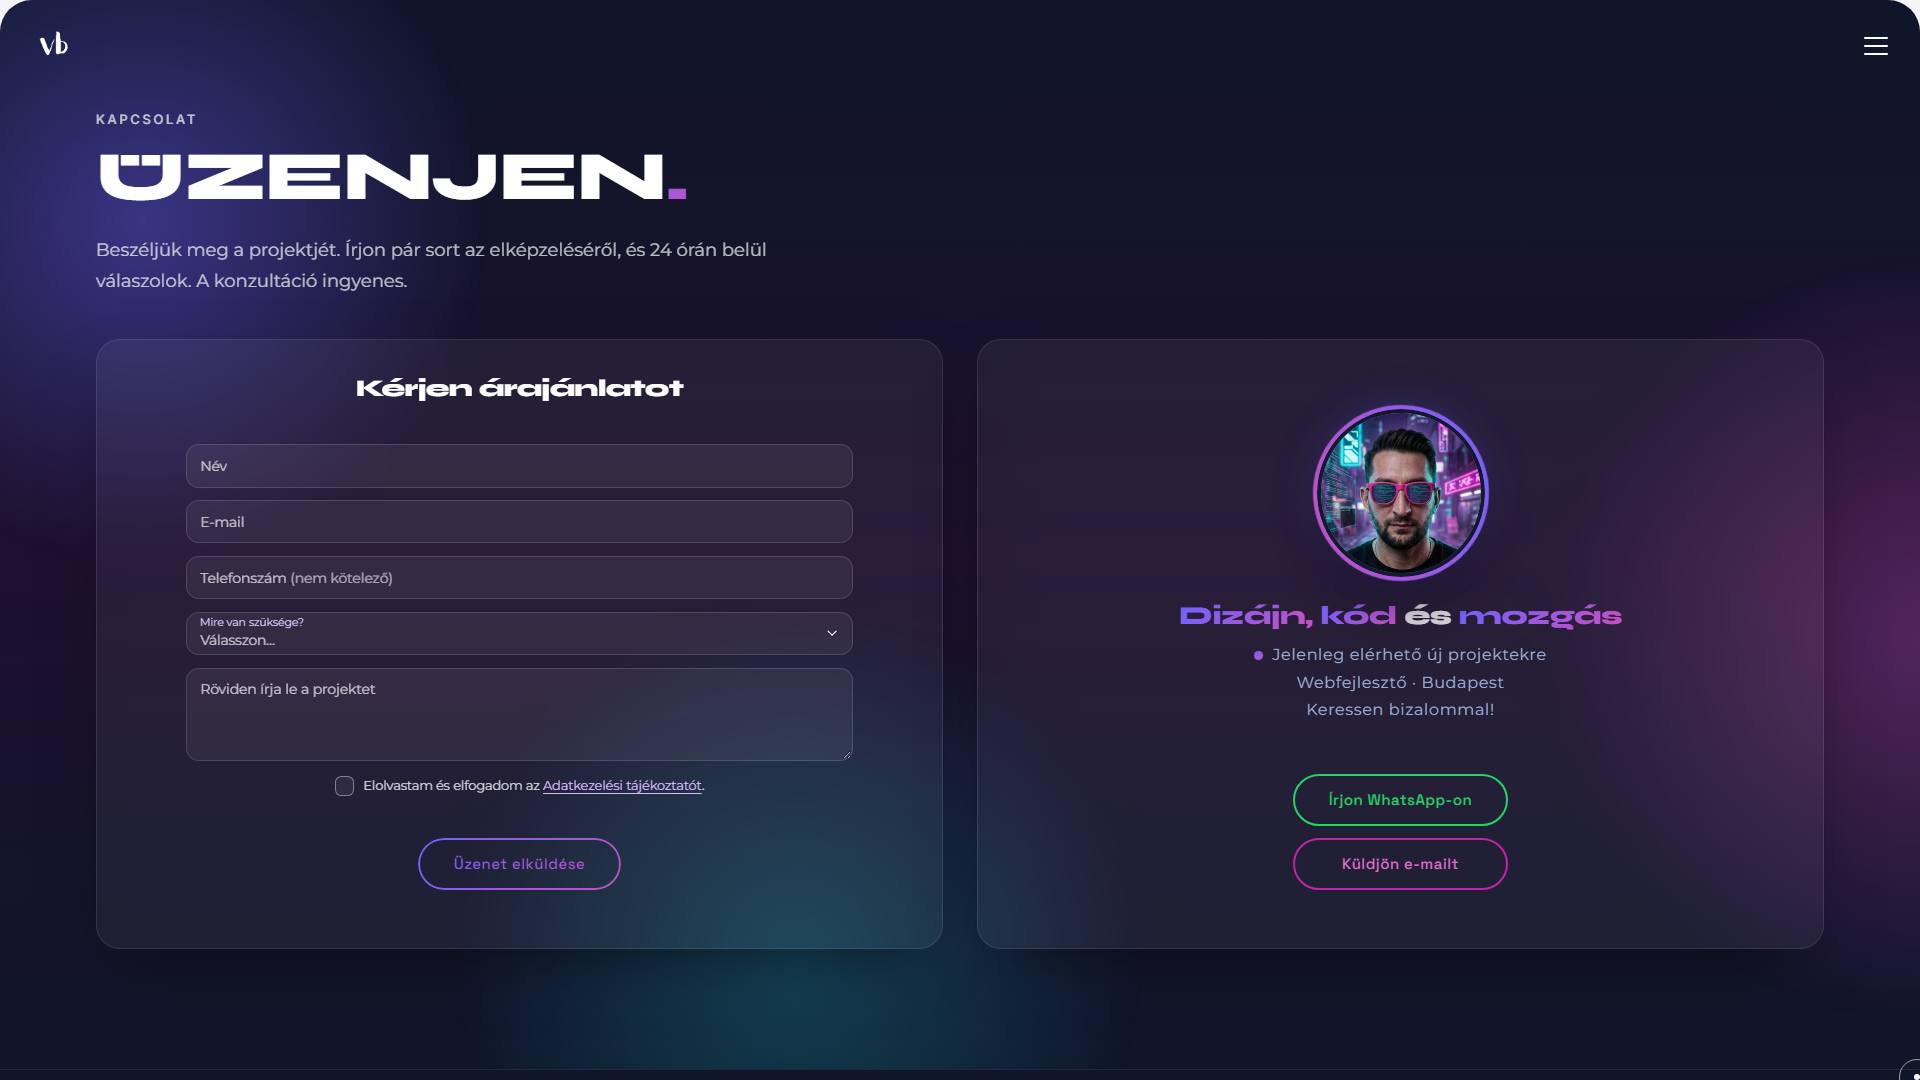 vb
KAPCSOLAT
ÜZENJEN.
Beszéljük meg a projektjét. Írjon pár sort az elképzeléséről, és 24 órán belül
válaszolok. A konzultáció ingyenes.
Kérjen árajánlatot
Név
E-mail
Telefonszám (nem kötelező)
Mire van szüksége?
Válasszon...
Röviden írja le a projektet
Elolvastam és elfogadom az Adatkezelési tájékoztatót.
Üzenet elküldése
Dizájn, kód és mozgás
Jelenleg elérhető új projektekre
Webfejlesztő · Budapest
Keressen bizalommal!
Írjon WhatsApp-on
Küldjön e-mailt